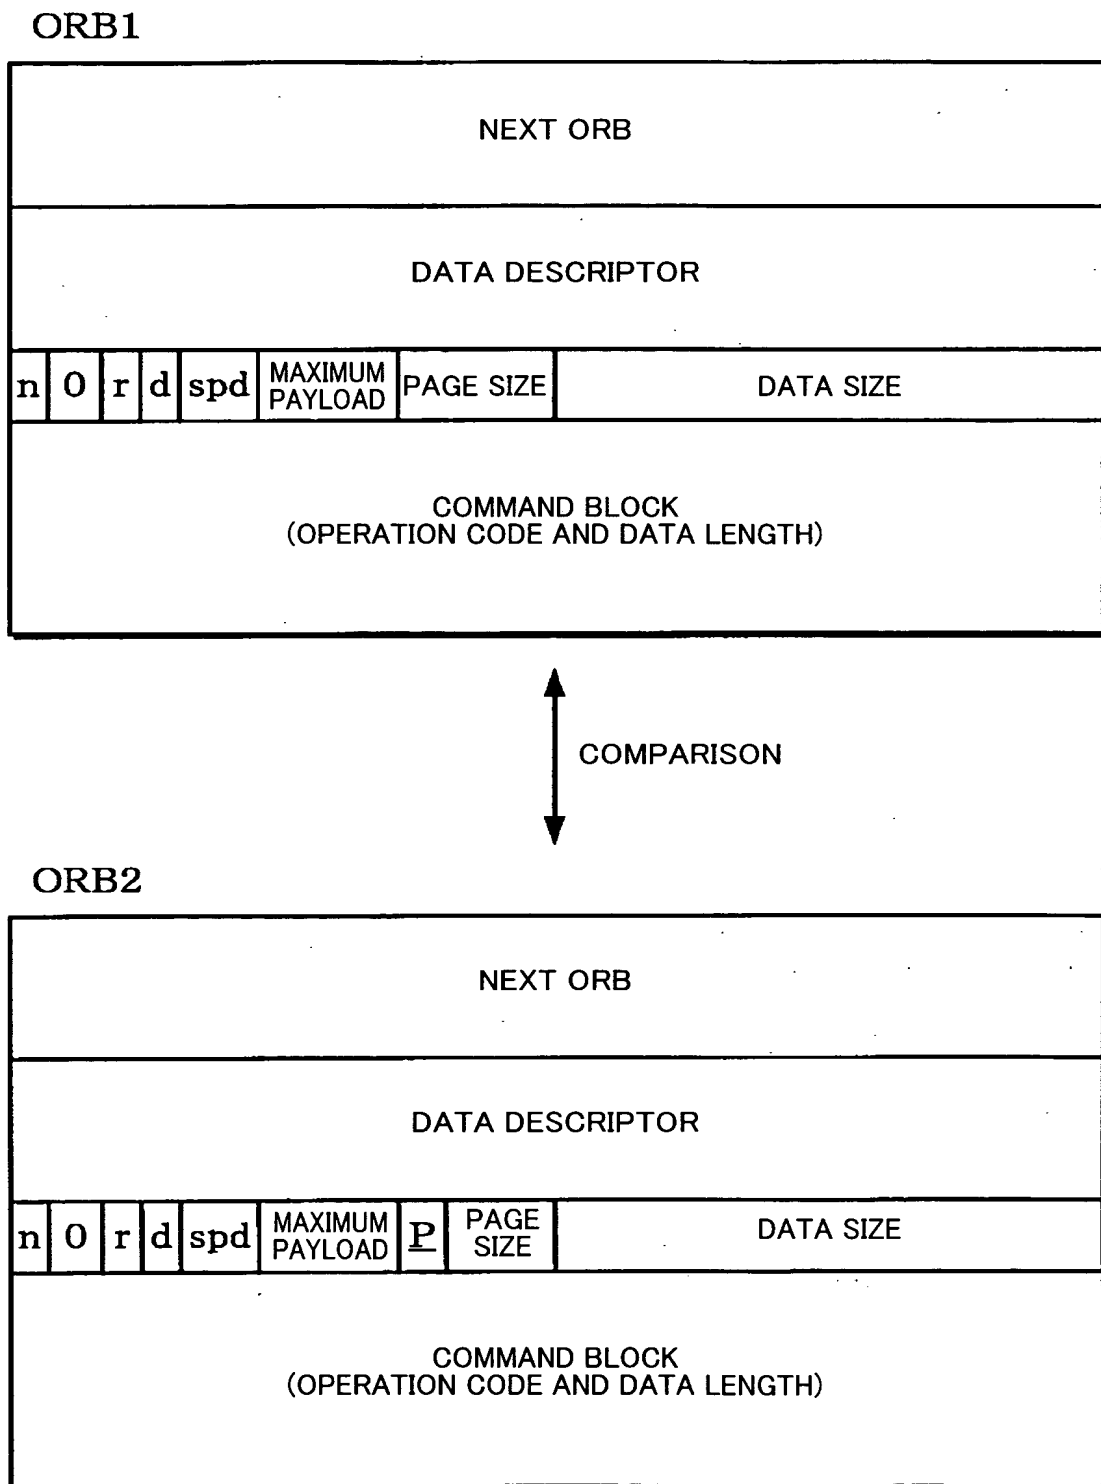 ORB1
NEXT ORB
DATA DESCRIPTOR
n 0 r d spd MAXIMUM PAYLOAD PAGE SIZE DATA SIZE
COMMAND BLOCK
(OPERATION CODE AND DATA LENGTH)
COMPARISON
ORB2
NEXT ORB
DATA DESCRIPTOR
n 0 r d spd MAXIMUM PAYLOAD P PAGE SIZE DATA SIZE
COMMAND BLOCK
(OPERATION CODE AND DATA LENGTH)